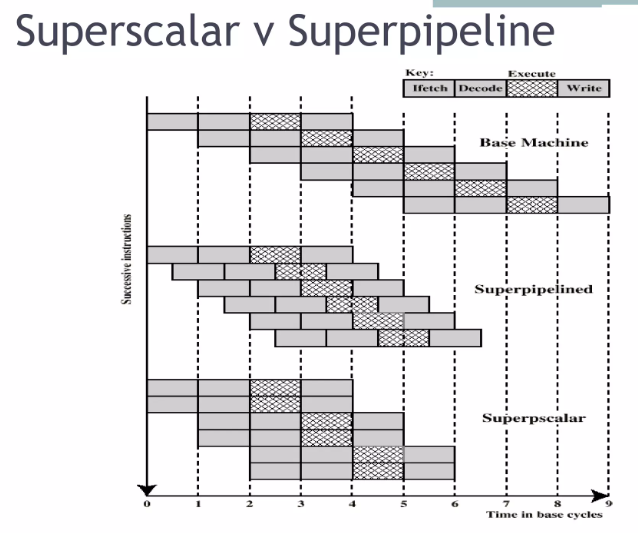 Superscalar v Superpipeline
Key:
Execute
Ifetch Decode Write
Base Machine
Successive instructions
Superpipelined
Superpscalar
0 1 2 3 4 5 6 7 8 9
Time in base cycles